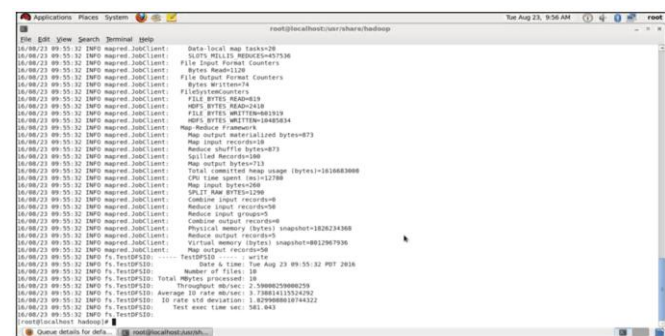 Applications Places System
Tue Aug 23, 9:56 AM root
root@localhost:/usr/share/hadoop
File Edit View Search Terminal Help
16/08/23 09:55:32 INFO mapred.JobClient: Data-local map tasks=20
16/08/23 09:55:32 INFO mapred.JobClient: SLOTS_MILLIS_REDUCES=457536
16/08/23 09:55:32 INFO mapred.JobClient: File Input Format Counters
16/08/23 09:55:32 INFO mapred.JobClient: Bytes Read=1120
16/08/23 09:55:32 INFO mapred.JobClient: File Output Format Counters
16/08/23 09:55:32 INFO mapred.JobClient: Bytes Written=74
16/08/23 09:55:32 INFO mapred.JobClient: FileSystemCounters
16/08/23 09:55:32 INFO mapred.JobClient: FILE_BYTES_READ=819
16/08/23 09:55:32 INFO mapred.JobClient: HDFS_BYTES_READ=2410
16/08/23 09:55:32 INFO mapred.JobClient: FILE_BYTES_WRITTEN=601919
16/08/23 09:55:32 INFO mapred.JobClient: HDFS_BYTES_WRITTEN=10485834
16/08/23 09:55:32 INFO mapred.JobClient: Map-Reduce Framework
16/08/23 09:55:32 INFO mapred.JobClient: Map output materialized bytes=873
16/08/23 09:55:32 INFO mapred.JobClient: Map input records=10
16/08/23 09:55:32 INFO mapred.JobClient: Reduce shuffle bytes=873
16/08/23 09:55:32 INFO mapred.JobClient: Spilled Records=100
16/08/23 09:55:32 INFO mapred.JobClient: Map output bytes=713
16/08/23 09:55:32 INFO mapred.JobClient: Total committed heap usage (bytes)=1616683008
16/08/23 09:55:32 INFO mapred.JobClient: CPU time spent (ms)=12780
16/08/23 09:55:32 INFO mapred.JobClient: Map input bytes=260
16/08/23 09:55:32 INFO mapred.JobClient: SPLIT_RAW_BYTES=1290
16/08/23 09:55:32 INFO mapred.JobClient: Combine input records=0
16/08/23 09:55:32 INFO mapred.JobClient: Reduce input records=50
16/08/23 09:55:32 INFO mapred.JobClient: Reduce input groups=5
16/08/23 09:55:32 INFO mapred.JobClient: Combine output records=0
16/08/23 09:55:32 INFO mapred.JobClient: Physical memory (bytes) snapshot=1826234368
16/08/23 09:55:32 INFO mapred.JobClient: Reduce output records=5
16/08/23 09:55:32 INFO mapred.JobClient: Virtual memory (bytes) snapshot=8012967936
16/08/23 09:55:32 INFO mapred.JobClient: Map output records=50
16/08/23 09:55:32 INFO fs.TestDFSIO: ----- TestDFSIO ----- : write
16/08/23 09:55:32 INFO fs.TestDFSIO: Date & time: Tue Aug 23 09:55:32 PDT 2016
16/08/23 09:55:32 INFO fs.TestDFSIO: Number of files: 10
16/08/23 09:55:32 INFO fs.TestDFSIO: Total MBytes processed: 10
16/08/23 09:55:32 INFO fs.TestDFSIO: Throughput mb/sec: 2.59000259000259
16/08/23 09:55:32 INFO fs.TestDFSIO: Average IO rate mb/sec: 3.738814115524292
16/08/23 09:55:32 INFO fs.TestDFSIO: IO rate std deviation: 1.8299008810744322
16/08/23 09:55:32 INFO fs.TestDFSIO: Test exec time sec: 581.043
16/08/23 09:55:32 INFO fs.TestDFSIO:
[root@localhost hadoop]#
Queue details for defa... root@localhost:/usr/sh...